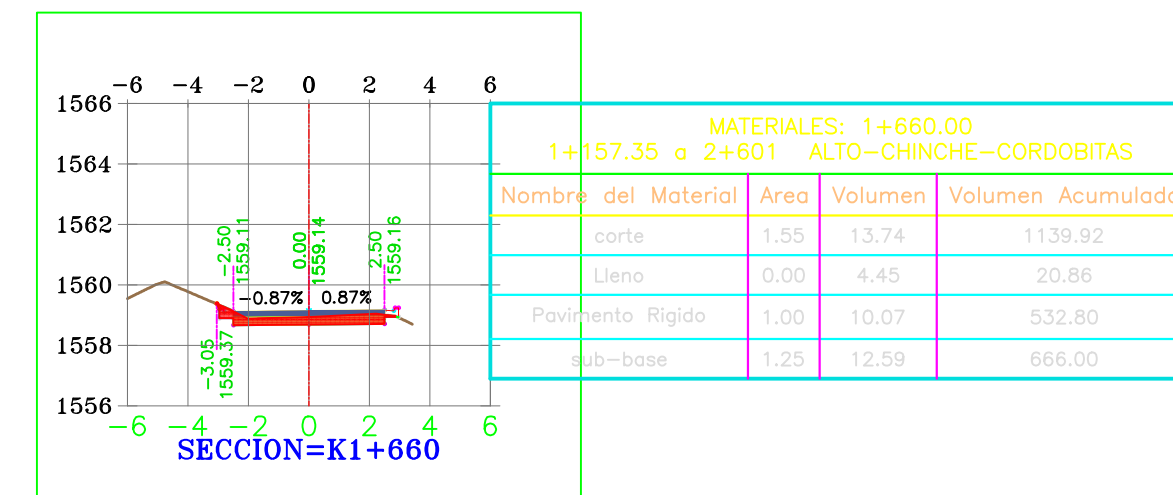 -6 -4 -2 0 2 4 6
1566
1564
1562
1560
1558
1556
-2.50
1559.11
0.00
1559.14
2.50
1559.16
-0.87% 0.87%
-3.05
1559.37
-6 -4 -2 0 2 4 6
SECCION=K1+660
MATERIALES: 1+660.00
1+157.35 a 2+601 ALTO-CHINCHE-CORDOBITAS
Nombre del Material Area Volumen Volumen Acumulado
corte 1.55 13.74 1139.92
Lleno 0.00 4.45 20.86
Pavimento Rigido 1.00 10.07 532.80
sub-base 1.25 12.59 666.00